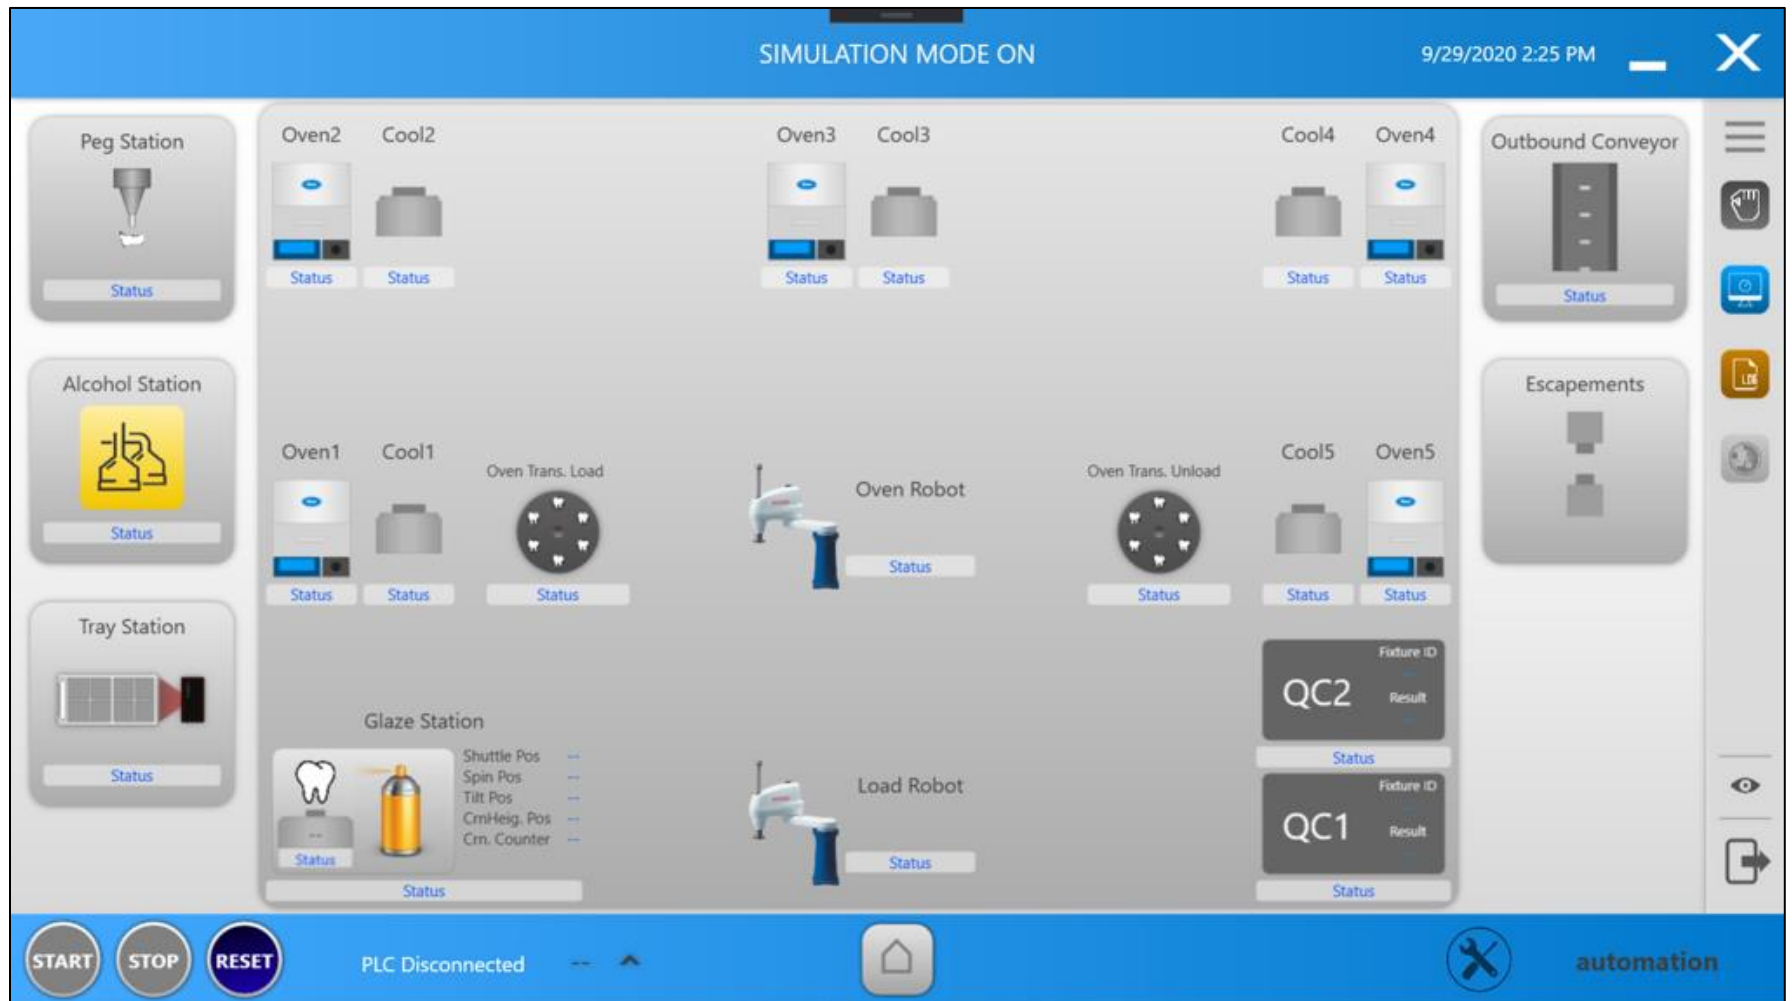 SIMULATION MODE ON
9/29/2020 2:25 PM
Peg Station
Status
Oven2 Cool2
Status Status
Oven3 Cool3
Status Status
Cool4 Oven4
Status Status
Outbound Conveyor
Status
LOG
Alcohol Station
Status
Escapements
Oven1 Cool1
Status Status
Oven Trans. Load
Status
Oven Robot
Status
Oven Trans. Unload
Status
Cool5 Oven5
Status Status
Tray Station
Status
Glaze Station
Shuttle Pos --
Spin Pos --
Tilt Pos --
CrnHeig. Pos --
Crn. Counter --
--
Status
Status
Load Robot
Status
Fixture ID
QC2
Result
Status
Fixture ID
QC1
Result
Status
START STOP RESET
PLC Disconnected --
automation